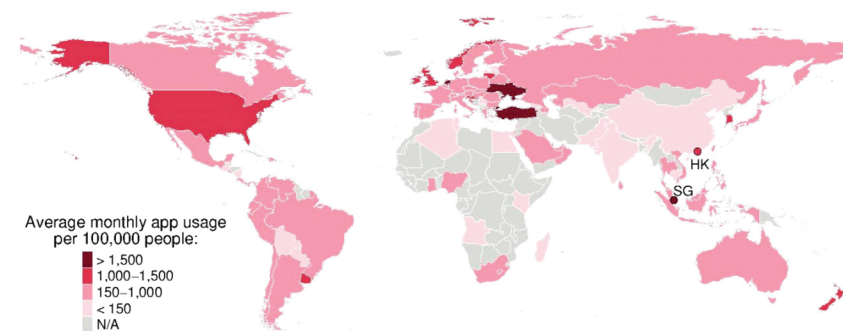 HK
SG
Average monthly app usage
per 100,000 people:
> 1,500
1,000–1,500
150–1,000
< 150
N/A